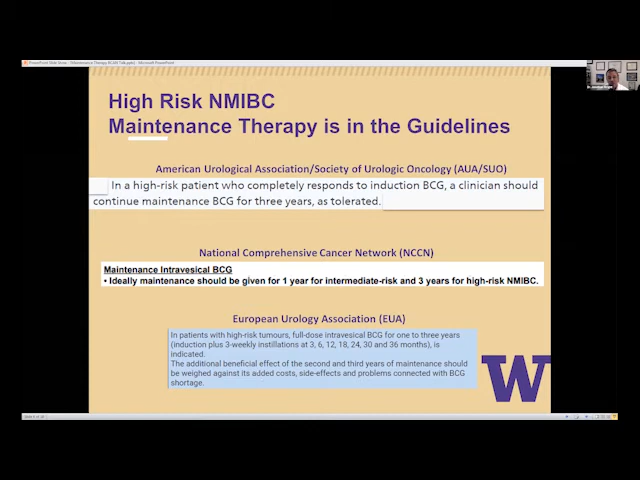 High Risk NMIBC
Maintenance Therapy is in the Guidelines
American Urological Association/Society of Urologic Oncology (AUA/SUO)
In a high-risk patient who completely responds to induction BCG, a clinician should
continue maintenance BCG for three years, as tolerated.
National Comprehensive Cancer Network (NCCN)
Maintenance Intravesical BCG
• Ideally maintenance should be given for 1 year for intermediate-risk and 3 years for high-risk NMIBC.
European Urology Association (EUA)
In patients with high-risk tumours, full-dose intravesical BCG for one to three years
(induction plus 3-weekly instillations at 3, 6, 12, 18, 24, 30 and 36 months), is
indicated.
The additional beneficial effect of the second and third years of maintenance should
be weighed against its added costs, side-effects and problems connected with BCG
shortage.
W